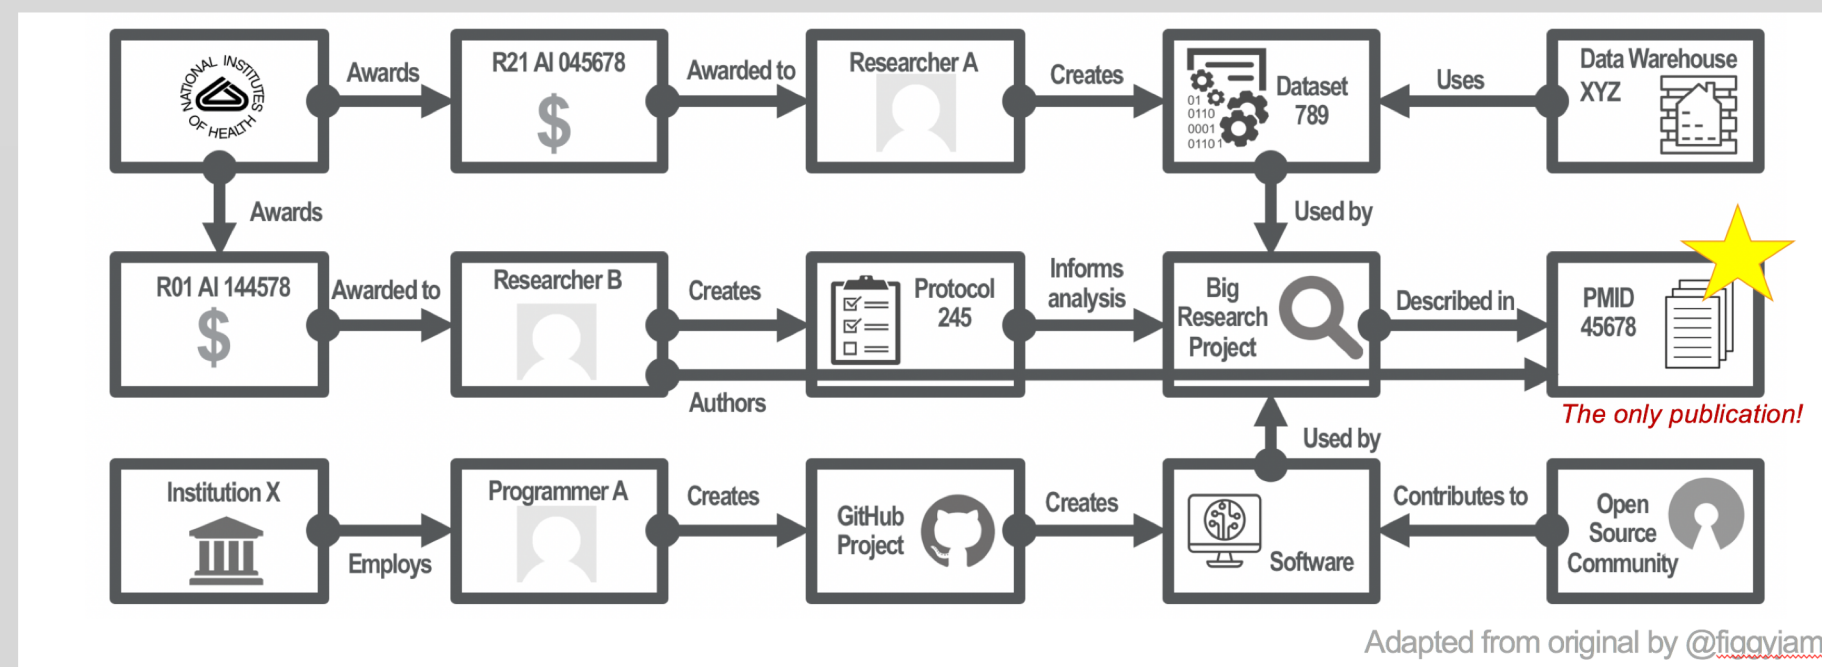 NATIONAL INSTITUTES OF HEALTH
Awards
R21 AI 045678
$
Awarded to
Researcher A
Creates
01
0110
0001
01101
Dataset
789
Uses
Data Warehouse
XYZ
Awards
Used by
R01 AI 144578
$
Awarded to
Researcher B
Creates
Protocol
245
Informs
analysis
Big
Research
Project
Described in
PMID
45678
Authors
The only publication!
Used by
Institution X
Employs
Programmer A
Creates
GitHub
Project
Creates
Software
Contributes to
Open
Source
Community
Adapted from original by @figgyjam